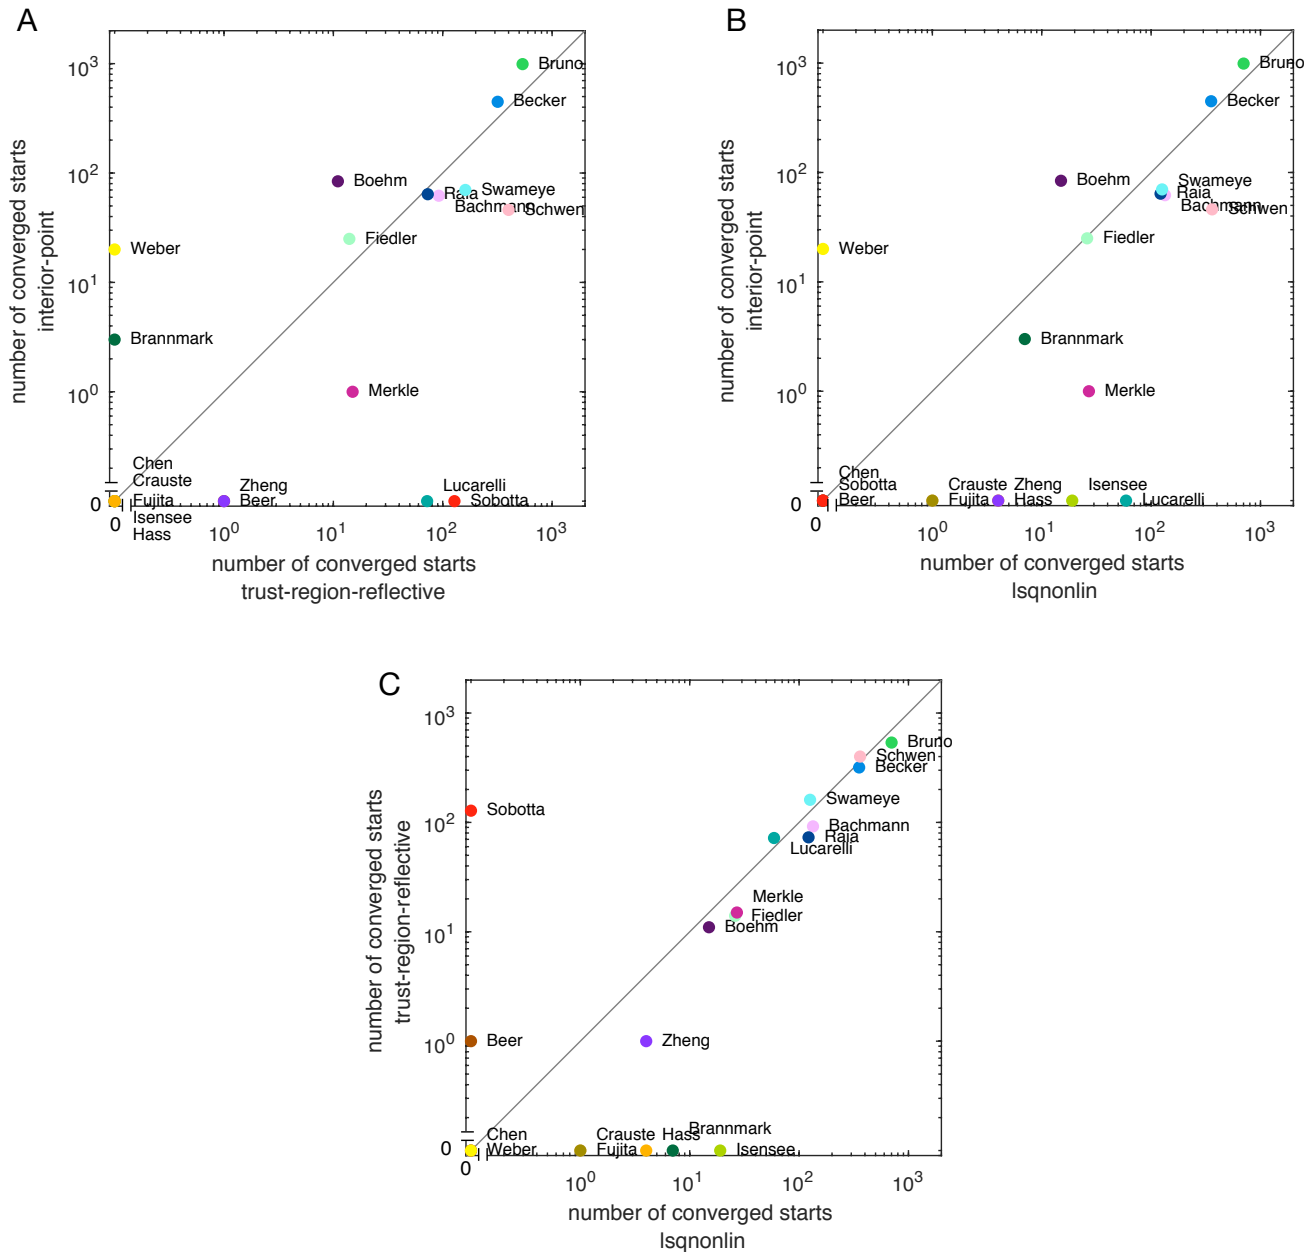 A
number of converged starts
interior-point
10^3
10^2
10^1
10^0
0
Bruno
Becker
Boehm
Raia
Swameye
Bachmann
Schwen
Fiedler
Weber
Brannmark
Merkle
Chen
Crauste
Fujita
Isensee
Hass
Zheng
Beer
Lucarelli
Sobotta
0
10^0
10^1
10^2
10^3
number of converged starts
trust-region-reflective
B
number of converged starts
interior-point
10^3
10^2
10^1
10^0
0
Bruno
Becker
Boehm
Swameye
Raia
Bachmann
Schwen
Fiedler
Weber
Brannmark
Merkle
Chen
Sobotta
Beer
Crauste
Fujita
Zheng
Hass
Isensee
Lucarelli
0
10^0
10^1
10^2
10^3
number of converged starts
lsqnonlin
C
number of converged starts
trust-region-reflective
10^3
10^2
10^1
10^0
0
Bruno
Schwen
Becker
Swameye
Sobotta
Bachmann
Raia
Lucarelli
Merkle
Fiedler
Boehm
Beer
Zheng
Chen
Weber
Crauste
Fujita
Hass
Brannmark
Isensee
0
10^0
10^1
10^2
10^3
number of converged starts
lsqnonlin